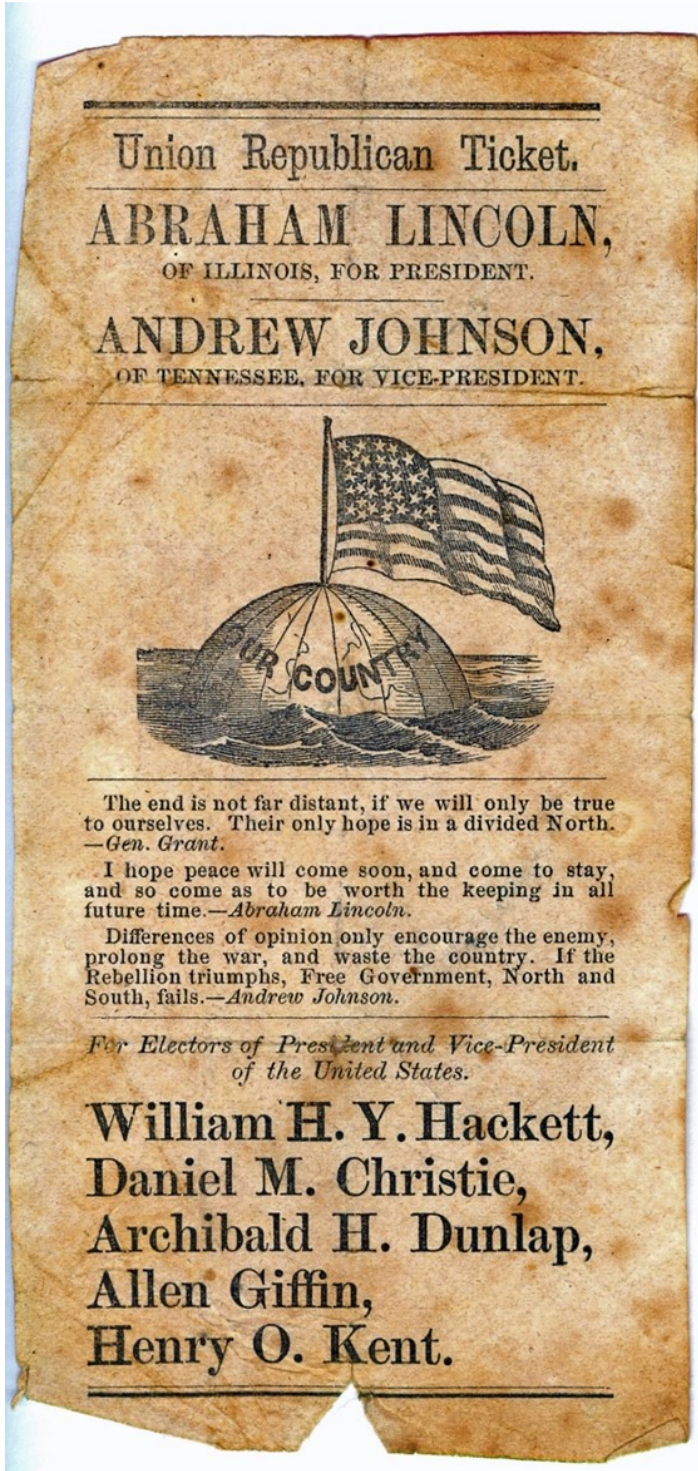 Union Republican Ticket.
ABRAHAM LINCOLN,
OF ILLINOIS, FOR PRESIDENT.
ANDREW JOHNSON,
OF TENNESSEE, FOR VICE-PRESIDENT.
OUR COUNTRY
The end is not far distant, if we will only be true
to ourselves. Their only hope is in a divided North.
—Gen. Grant.
I hope peace will come soon, and come to stay,
and so come as to be worth the keeping in all
future time.—Abraham Lincoln.
Differences of opinion only encourage the enemy,
prolong the war, and waste the country. If the
Rebellion triumphs, Free Government, North and
South, fails.—Andrew Johnson.
For Electors of President and Vice-President
of the United States.
William H. Y. Hackett,
Daniel M. Christie,
Archibald H. Dunlap,
Allen Giffin,
Henry O. Kent.